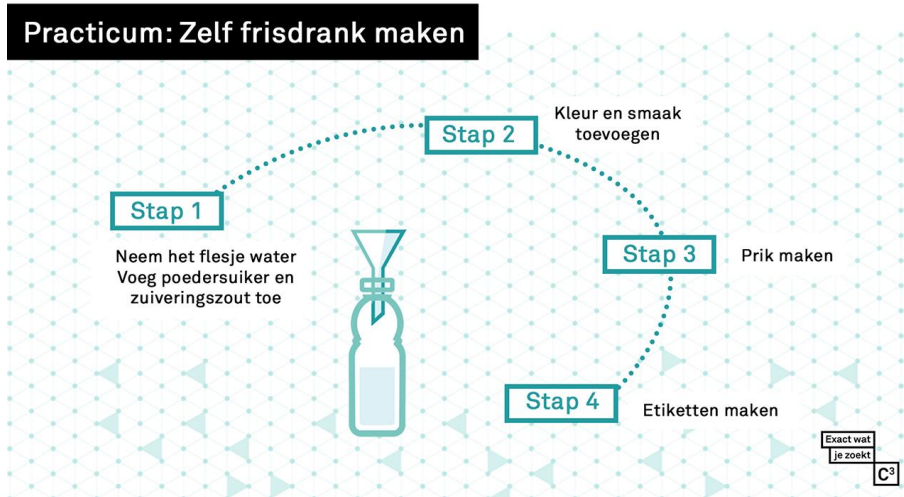 Practicum: Zelf frisdrank maken
Stap 1
Neem het flesje water
Voeg poedersuiker en
zuiveringszout toe
Stap 2
Kleur en smaak
toevoegen
Stap 3
Prik maken
Stap 4
Etiketten maken
Exact wat
je zoekt
C³